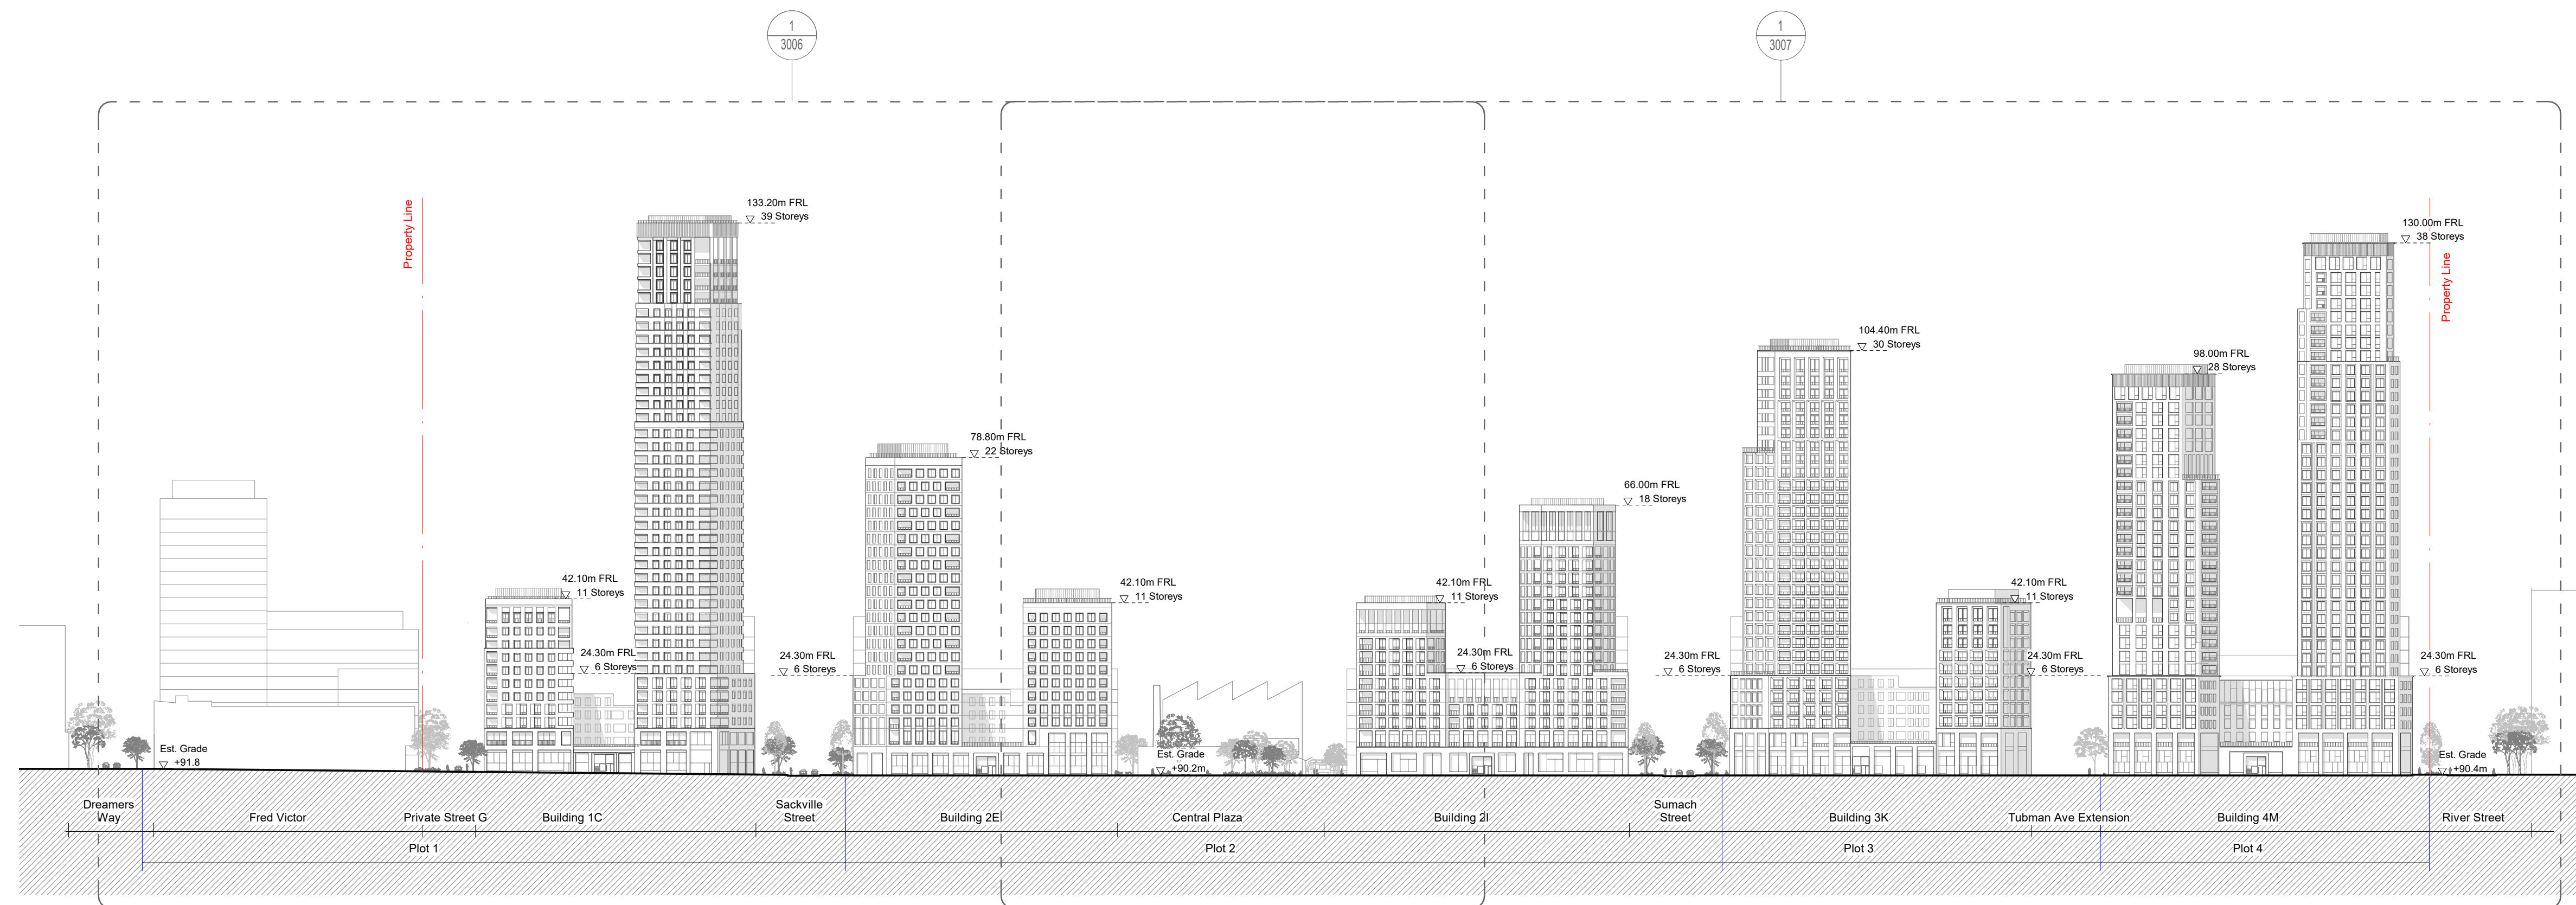 1
3006
1
3007
Property Line
133.20m FRL
39 Storeys
130.00m FRL
38 Storeys
Property Line
104.40m FRL
30 Storeys
98.00m FRL
28 Storeys
78.80m FRL
22 Storeys
66.00m FRL
18 Storeys
42.10m FRL
11 Storeys
42.10m FRL
11 Storeys
42.10m FRL
11 Storeys
42.10m FRL
11 Storeys
24.30m FRL
6 Storeys
24.30m FRL
6 Storeys
24.30m FRL
6 Storeys
24.30m FRL
6 Storeys
24.30m FRL
6 Storeys
24.30m FRL
6 Storeys
Est. Grade
+91.8
Est. Grade
+90.2m
Est. Grade
+90.4m
Dreamers
Way
Fred Victor
Private Street G
Building 1C
Sackville
Street
Building 2E
Central Plaza
Building 2I
Sumach
Street
Building 3K
Tubman Ave Extension
Building 4M
River Street
Plot 1
Plot 2
Plot 3
Plot 4